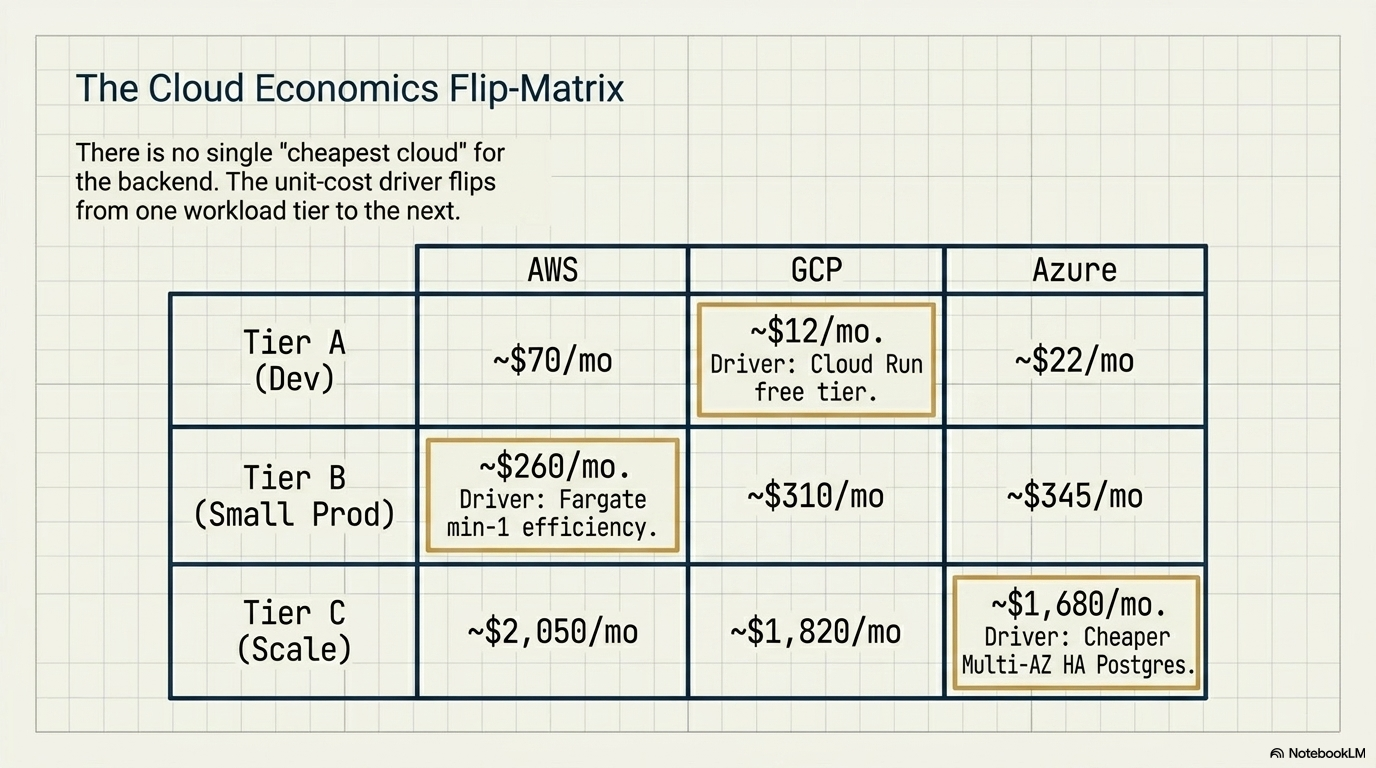 The Cloud Economics Flip-Matrix
There is no single "cheapest cloud" for
the backend. The unit-cost driver flips
from one workload tier to the next.
AWS
GCP
Azure
Tier A
(Dev)
~$70/mo
~$12/mo.
Driver: Cloud Run
free tier.
~$22/mo
Tier B
(Small Prod)
~$260/mo.
Driver: Fargate
min-1 efficiency.
~$310/mo
~$345/mo
Tier C
(Scale)
~$2,050/mo
~$1,820/mo
~$1,680/mo.
Driver: Cheaper
Multi-AZ HA Postgres.
NotebookLM